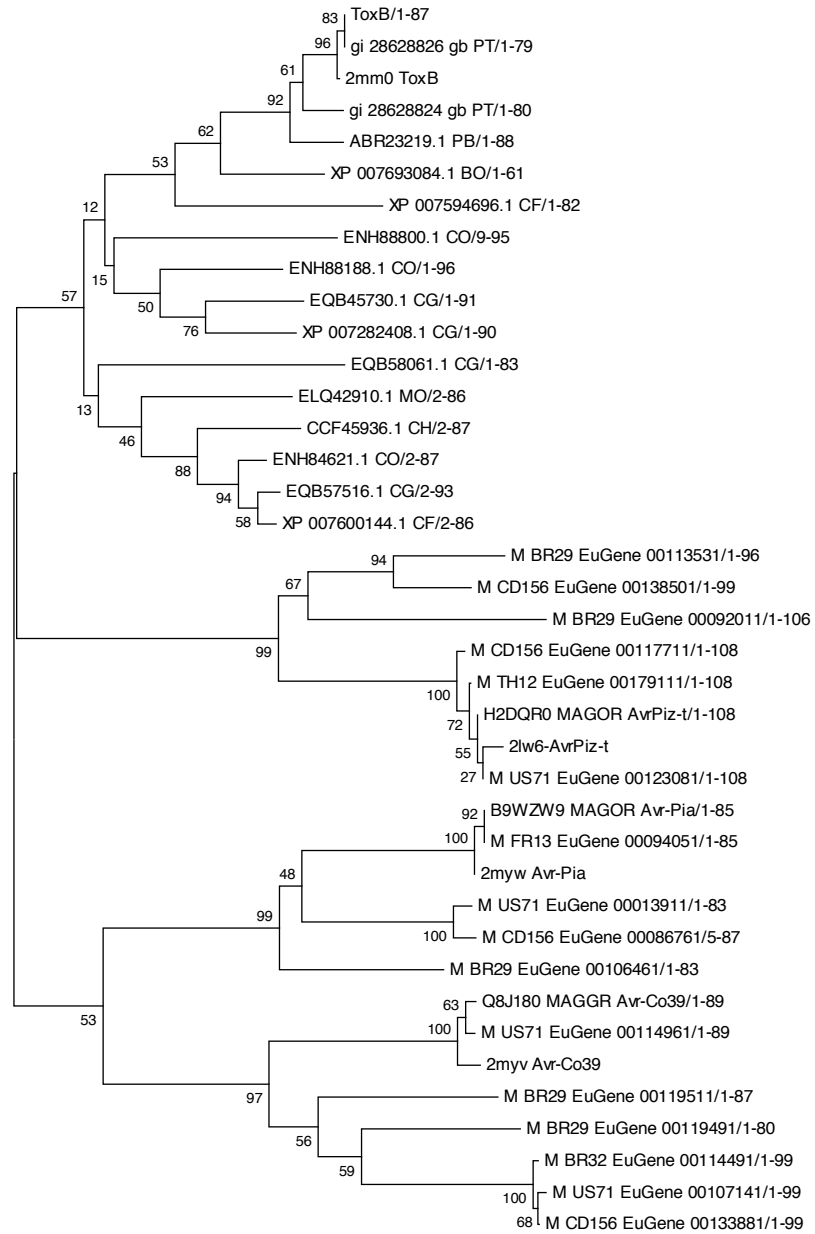 83 ToxB/1-87
gi 28628826 gb PT/1-79
96
2mm0 ToxB
61
gi 28628824 gb PT/1-80
92
ABR23219.1 PB/1-88
62
XP 007693084.1 BO/1-61
53
XP 007594696.1 CF/1-82
12
ENH88800.1 CO/9-95
15
ENH88188.1 CO/1-96
50
EQB45730.1 CG/1-91
76
XP 007282408.1 CG/1-90
57
EQB58061.1 CG/1-83
13
ELQ42910.1 MO/2-86
46
CCF45936.1 CH/2-87
88
ENH84621.1 CO/2-87
94
EQB57516.1 CG/2-93
58
XP 007600144.1 CF/2-86
94
M BR29 EuGene 00113531/1-96
M CD156 EuGene 00138501/1-99
67
M BR29 EuGene 00092011/1-106
99
M CD156 EuGene 00117711/1-108
100
M TH12 EuGene 00179111/1-108
72
H2DQR0 MAGOR AvrPiz-t/1-108
55
2lw6-AvrPiz-t
27
M US71 EuGene 00123081/1-108
92
B9WZW9 MAGOR Avr-Pia/1-85
100
M FR13 EuGene 00094051/1-85
2myw Avr-Pia
48
M US71 EuGene 00013911/1-83
100
M CD156 EuGene 00086761/5-87
99
M BR29 EuGene 00106461/1-83
53
63
Q8J180 MAGGR Avr-Co39/1-89
100
M US71 EuGene 00114961/1-89
2myv Avr-Co39
97
M BR29 EuGene 00119511/1-87
56
M BR29 EuGene 00119491/1-80
59
M BR32 EuGene 00114491/1-99
100
M US71 EuGene 00107141/1-99
68
M CD156 EuGene 00133881/1-99